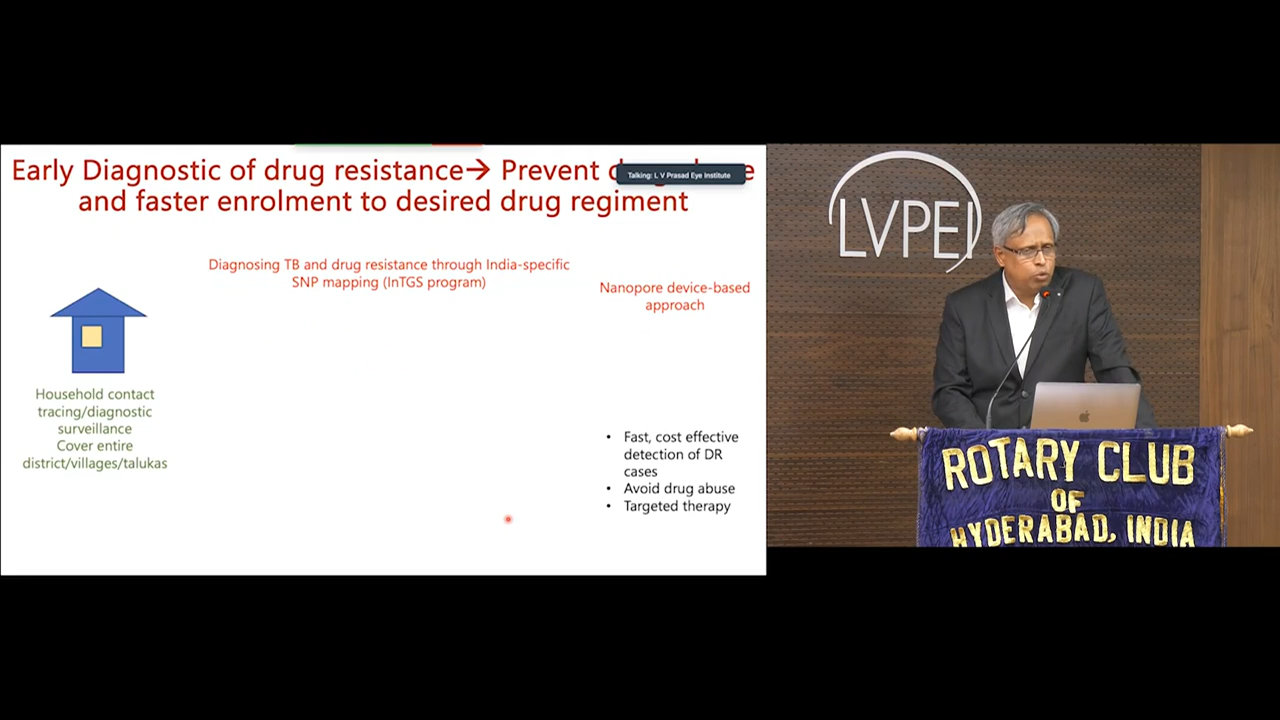 Early Diagnostic of drug resistance→ Prevent
and faster enrolment to desired drug regiment
Talking: L V Prasad Eye Institute
Diagnosing TB and drug resistance through India-specific
SNP mapping (InTGS program)
Nanopore device-based
approach
Household contact
tracing/diagnostic
surveillance
Cover entire
district/villages/talukas
• Fast, cost effective
detection of DR
cases
• Avoid drug abuse
• Targeted therapy
LVPEI
ROTARY CLUB
OF
HYDERABAD, INDIA